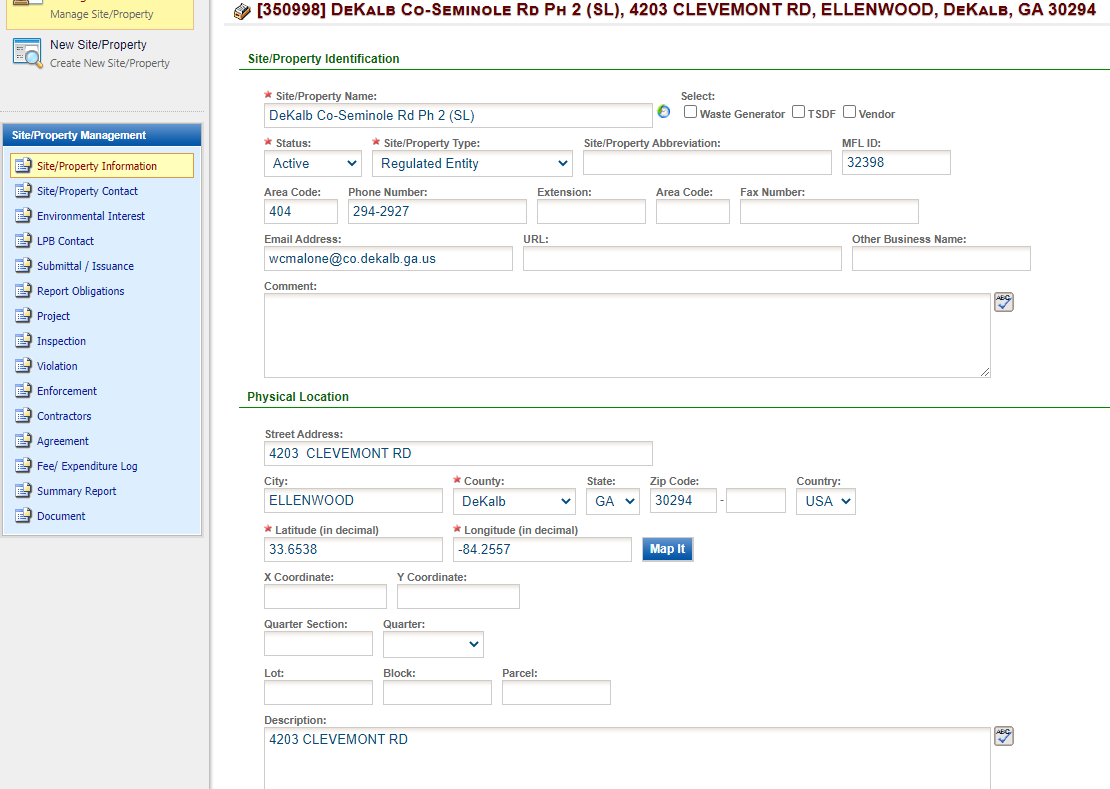 Manage Site/Property
New Site/Property
Create New Site/Property
Site/Property Management
Site/Property Information
Site/Property Contact
Environmental Interest
LPB Contact
Submittal / Issuance
Report Obligations
Project
Inspection
Violation
Enforcement
Contractors
Agreement
Fee/ Expenditure Log
Summary Report
Document
[350998] DeKalb Co-Seminole Rd Ph 2 (SL), 4203 CLEVEMONT RD, ELLENWOOD, DeKalb, GA 30294
Site/Property Identification
* Site/Property Name: Select:
DeKalb Co-Seminole Rd Ph 2 (SL) Waste Generator TSDF Vendor
* Status: * Site/Property Type: Site/Property Abbreviation: MFL ID:
Active Regulated Entity 32398
Area Code: Phone Number: Extension: Area Code: Fax Number:
404 294-2927
Email Address: URL: Other Business Name:
wcmalone@co.dekalb.ga.us
Comment:
ABC
Physical Location
Street Address:
4203 CLEVEMONT RD
City: * County: State: Zip Code: Country:
ELLENWOOD DeKalb GA 30294 - USA
* Latitude (in decimal) * Longitude (in decimal)
33.6538 -84.2557 Map It
X Coordinate: Y Coordinate:
Quarter Section: Quarter:
Lot: Block: Parcel:
Description:
4203 CLEVEMONT RD ABC